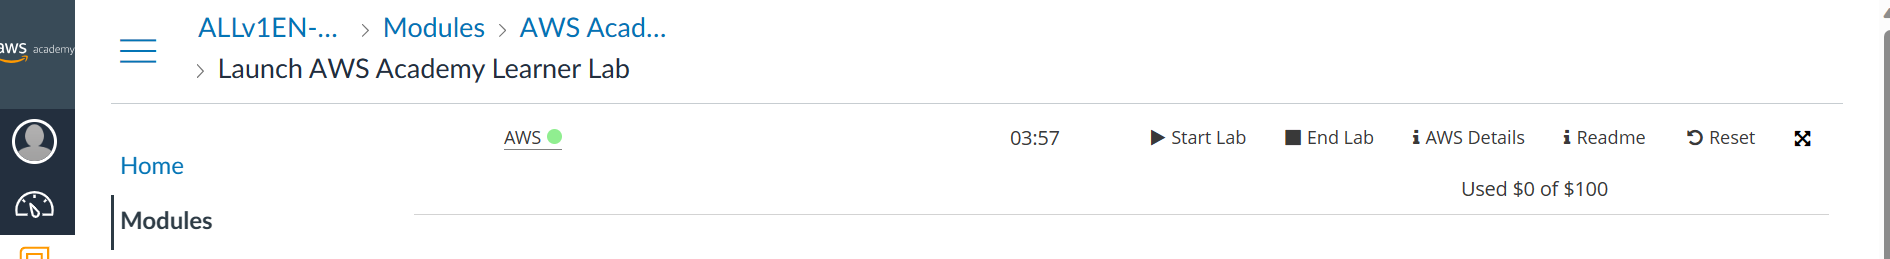 aws academy
ALLv1EN-... > Modules > AWS Acad...
> Launch AWS Academy Learner Lab
AWS 03:57 Start Lab End Lab AWS Details Readme Reset
Used $0 of $100
Home
Modules